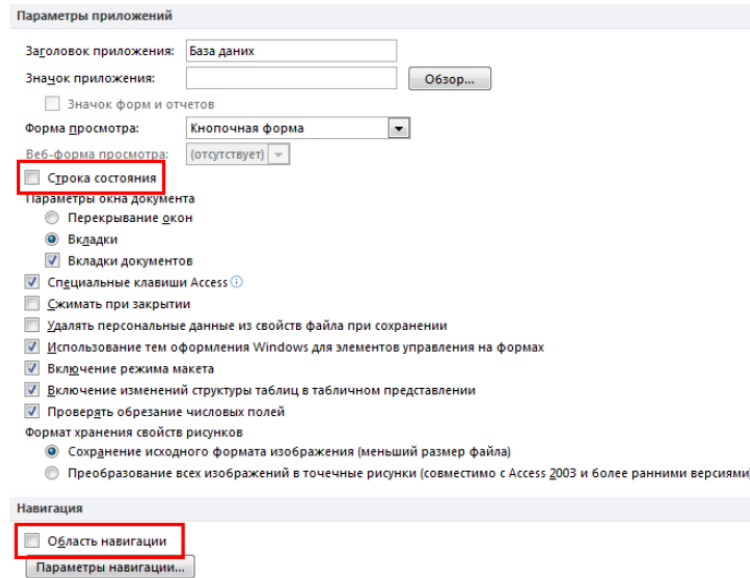 Параметры приложений
Заголовок приложения: База даних
Значок приложения: Обзор...
Значок форм и отчетов
Форма просмотра: Кнопочная форма
Веб-форма просмотра: (отсутствует)
Строка состояния
Параметры окна документа
Перекрывание окон
Вкладки
Вкладки документов
Специальные клавиши Access
Сжимать при закрытии
Удалять персональные данные из свойств файла при сохранении
Использование тем оформления Windows для элементов управления на формах
Включение режима макета
Включение изменений структуры таблиц в табличном представлении
Проверять обрезание числовых полей
Формат хранения свойств рисунков
Сохранение исходного формата изображения (меньший размер файла)
Преобразование всех изображений в точечные рисунки (совместимо с Access 2003 и более ранними версиями)
Навигация
Область навигации
Параметры навигации...